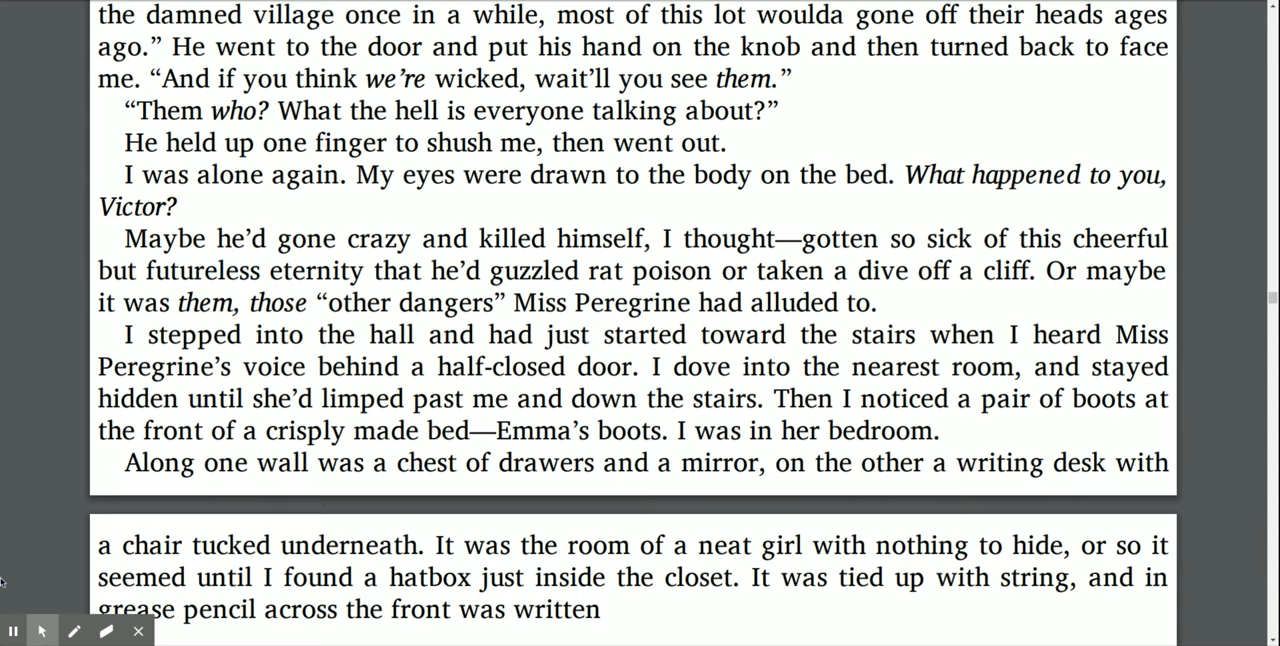 the damned village once in a while, most of this lot woulda gone off their heads ages
ago.” He went to the door and put his hand on the knob and then turned back to face
me. “And if you think we’re wicked, wait’ll you see them.”
“Them who? What the hell is everyone talking about?”
He held up one finger to shush me, then went out.
I was alone again. My eyes were drawn to the body on the bed. What happened to you,
Victor?
Maybe he’d gone crazy and killed himself, I thought—gotten so sick of this cheerful
but futureless eternity that he’d guzzled rat poison or taken a dive off a cliff. Or maybe
it was them, those “other dangers” Miss Peregrine had alluded to.
I stepped into the hall and had just started toward the stairs when I heard Miss
Peregrine’s voice behind a half-closed door. I dove into the nearest room, and stayed
hidden until she’d limped past me and down the stairs. Then I noticed a pair of boots at
the front of a crisply made bed—Emma’s boots. I was in her bedroom.
Along one wall was a chest of drawers and a mirror, on the other a writing desk with
a chair tucked underneath. It was the room of a neat girl with nothing to hide, or so it
seemed until I found a hatbox just inside the closet. It was tied up with string, and in
grease pencil across the front was written